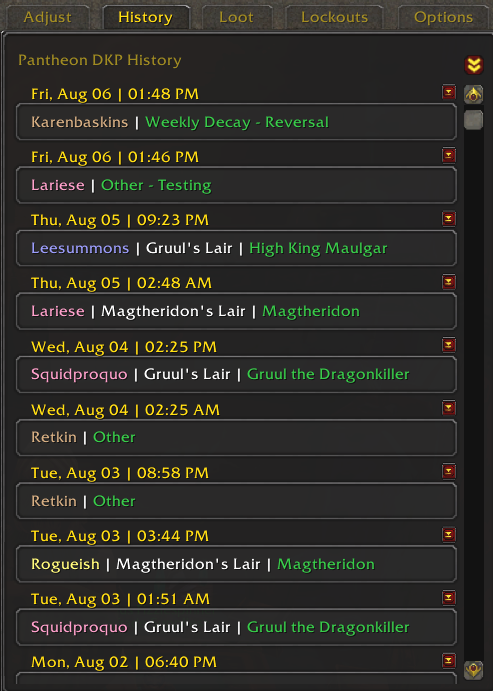 Adjust History Loot Lockouts Options
Pantheon DKP History
Fri, Aug 06 | 01:48 PM
Karenbaskins | Weekly Decay - Reversal
Fri, Aug 06 | 01:46 PM
Lariese | Other - Testing
Thu, Aug 05 | 09:23 PM
Leesummons | Gruul's Lair | High King Maulgar
Thu, Aug 05 | 02:48 AM
Lariese | Magtheridon's Lair | Magtheridon
Wed, Aug 04 | 02:25 PM
Squidproquo | Gruul's Lair | Gruul the Dragonkiller
Wed, Aug 04 | 02:25 AM
Retkin | Other
Tue, Aug 03 | 08:58 PM
Retkin | Other
Tue, Aug 03 | 03:44 PM
Rogueish | Magtheridon's Lair | Magtheridon
Tue, Aug 03 | 01:51 AM
Squidproquo | Gruul's Lair | Gruul the Dragonkiller
Mon, Aug 02 | 06:40 PM